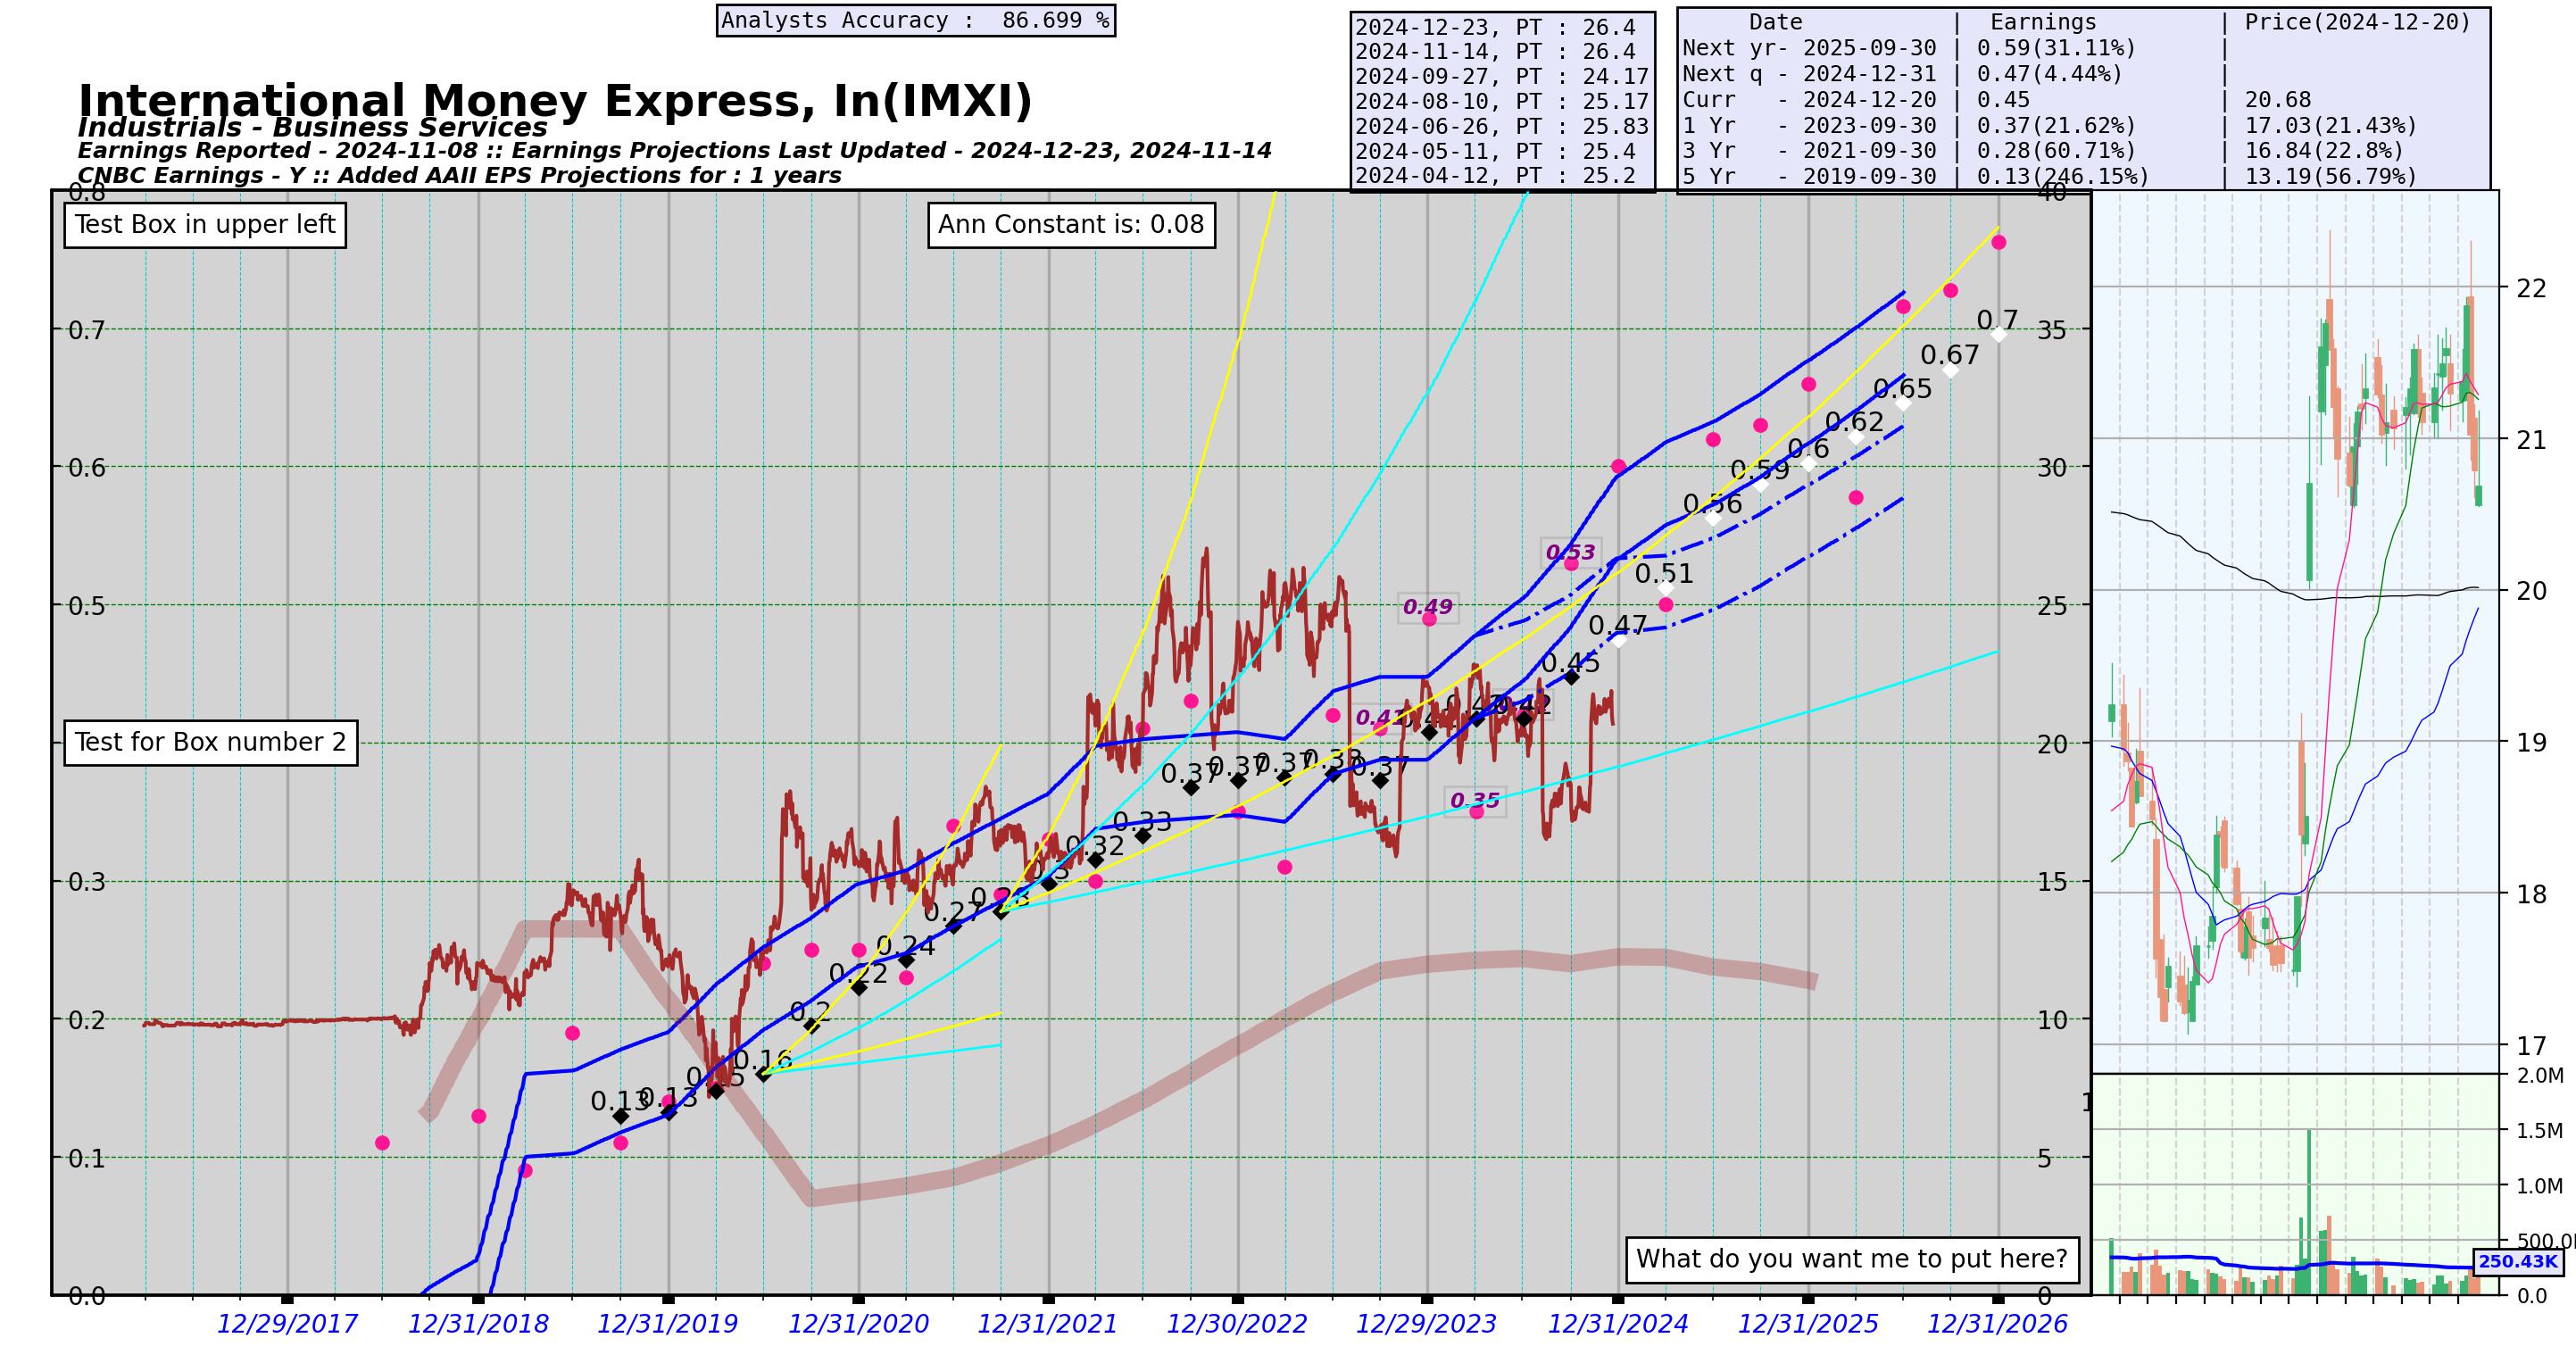 Analysts Accuracy :  86.699 %
2024-12-23, PT : 26.4
2024-11-14, PT : 26.4
2024-09-27, PT : 24.17
2024-08-10, PT : 25.17
2024-06-26, PT : 25.83
2024-05-11, PT : 25.4
2024-04-12, PT : 25.2
Date | Earnings | Price(2024-12-20)
Next yr- 2025-09-30 | 0.59(31.11%) |
Next q - 2024-12-31 | 0.47(4.44%) |
Curr - 2024-12-20 | 0.45 | 20.68
1 Yr - 2023-09-30 | 0.37(21.62%) | 17.03(21.43%)
3 Yr - 2021-09-30 | 0.28(60.71%) | 16.84(22.8%)
5 Yr - 2019-09-30 | 0.13(246.15%) | 13.19(56.79%)
International Money Express, In(IMXI)
Industrials - Business Services
Earnings Reported - 2024-11-08 :: Earnings Projections Last Updated - 2024-12-23, 2024-11-14
CNBC Earnings - Y :: Added AAII EPS Projections for : 1 years
0.8
40
Test Box in upper left
Ann Constant is: 0.08
22
0.7
0.7
35
0.67
0.65
0.62
21
0.6
0.6
30
0.59
0.56
0.53
0.51
20
0.5
0.49
25
0.47
0.45
0.42
0.42
0.41
Test for Box number 2
20
19
0.37
0.37
0.37
0.38
0.37
0.35
0.33
0.32
0.3
0.3
15
18
0.28
0.27
0.24
0.22
0.2
0.2
10
17
0.16
0.15
0.13
0.13
2.0M
1
0.1
5
1.5M
1.0M
What do you want me to put here?
250.43K
0.0
0
0.0
12/29/2017
12/31/2018
12/31/2019
12/31/2020
12/31/2021
12/30/2022
12/29/2023
12/31/2024
12/31/2025
12/31/2026